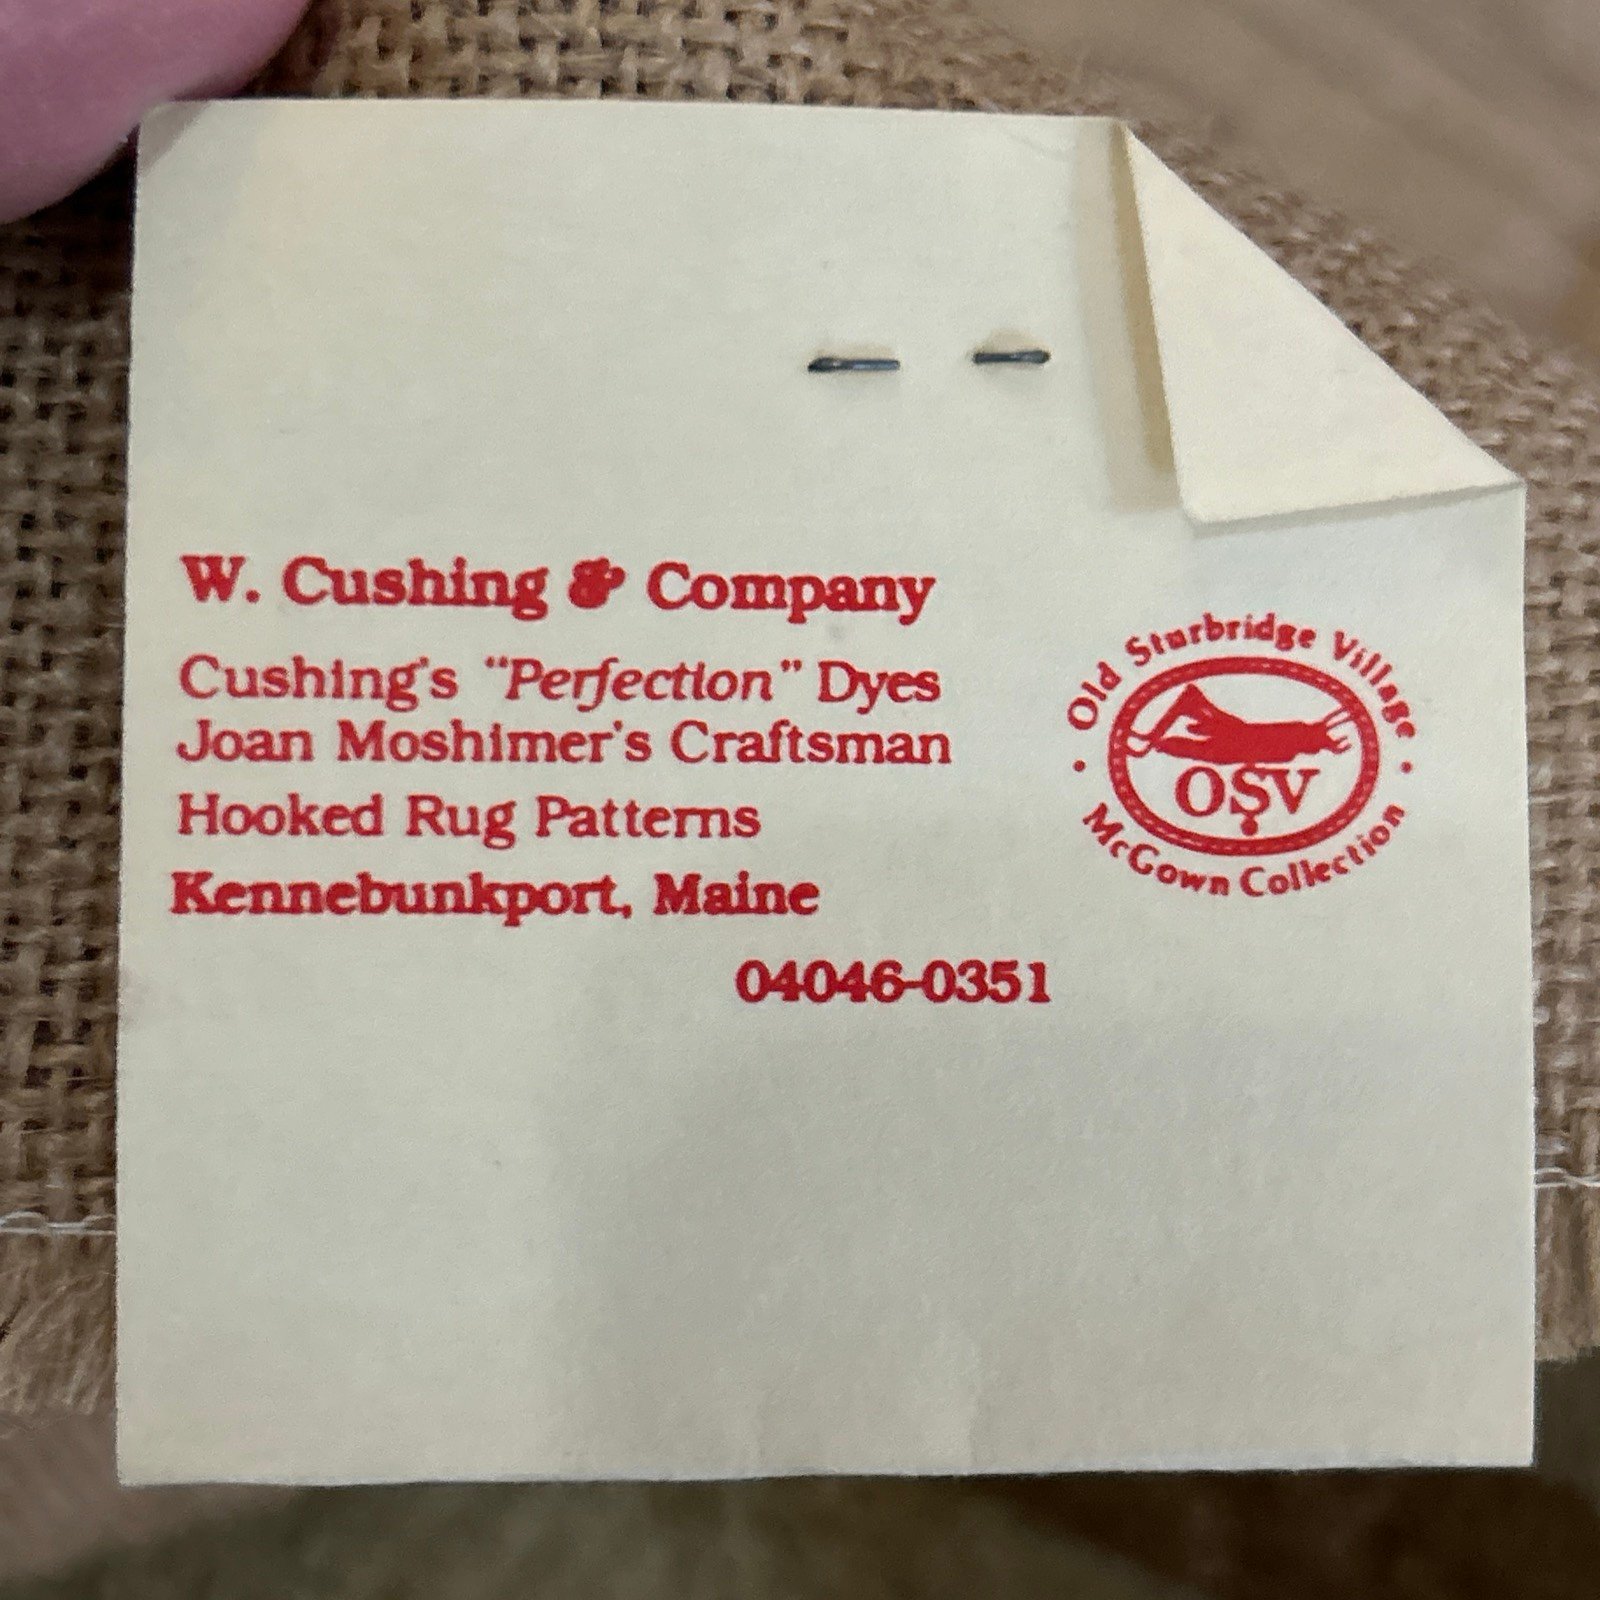 W. Cushing & Company
Cushing's "Perfection" Dyes
Joan Moshimer's Craftsman
Hooked Rug Patterns
Kennebunkport, Maine
04046-0351
Old Sturbridge Village
OSV
McGown Collection